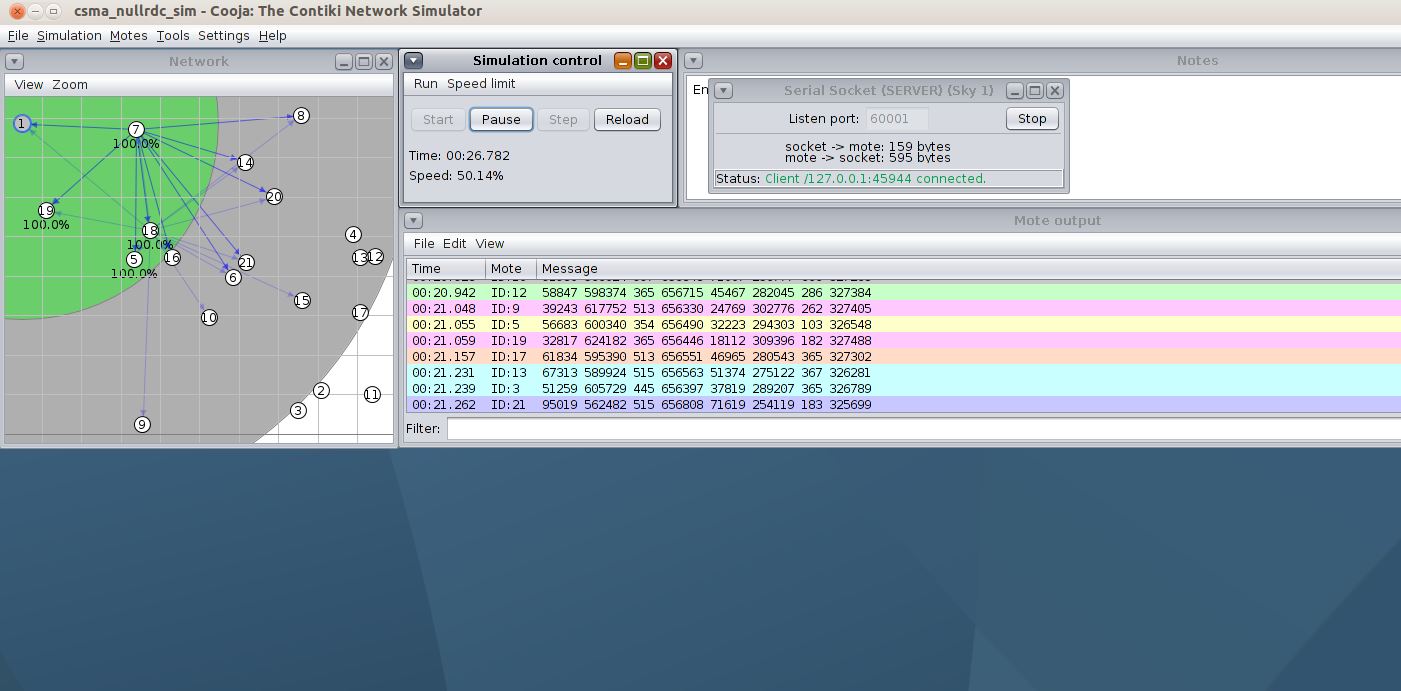 csma_nullrdc_sim - Cooja: The Contiki Network Simulator
File Simulation Motes Tools Settings Help
Network
View Zoom
1
7
100.0%
8
14
20
19
100.0%
18
100.0%
5
100.0%
16
21
6
4
13
12
15
10
17
2
11
3
9
Simulation control
Run Speed limit
Start Pause Step Reload
Time: 00:26.782
Speed: 50.14%
Notes
En
Serial Socket (SERVER) (Sky 1)
Listen port: 60001 Stop
socket -> mote: 159 bytes
mote -> socket: 595 bytes
Status: Client /127.0.0.1:45944 connected.
Mote output
File Edit View
Time Mote Message
00:20.942 ID:12 58847 598374 365 656715 45467 282045 286 327384
00:21.048 ID:9 39243 617752 513 656330 24769 302776 262 327405
00:21.055 ID:5 56683 600340 354 656490 32223 294303 103 326548
00:21.059 ID:19 32817 624182 365 656446 18112 309396 182 327488
00:21.157 ID:17 61834 595390 513 656551 46965 280543 365 327302
00:21.231 ID:13 67313 589924 515 656563 51374 275122 367 326281
00:21.239 ID:3 51259 605729 445 656397 37819 289207 365 326789
00:21.262 ID:21 95019 562482 515 656808 71619 254119 183 325699
Filter: